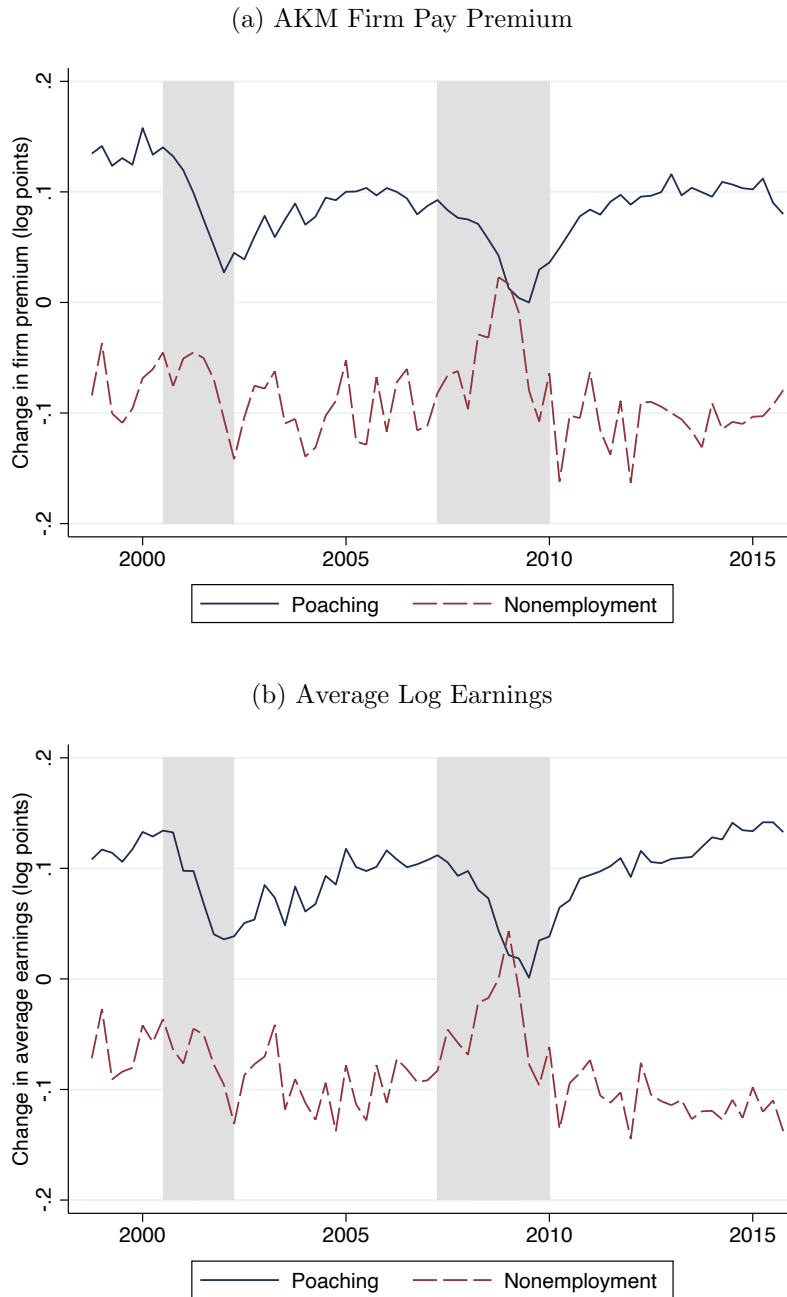 (a) AKM Firm Pay Premium
Change in firm premium (log points)
.2
.1
0
-.1
-.2
2000 2005 2010 2015
Poaching Nonemployment
(b) Average Log Earnings
Change in average earnings (log points)
.2
.1
0
-.1
-.2
2000 2005 2010 2015
Poaching Nonemployment